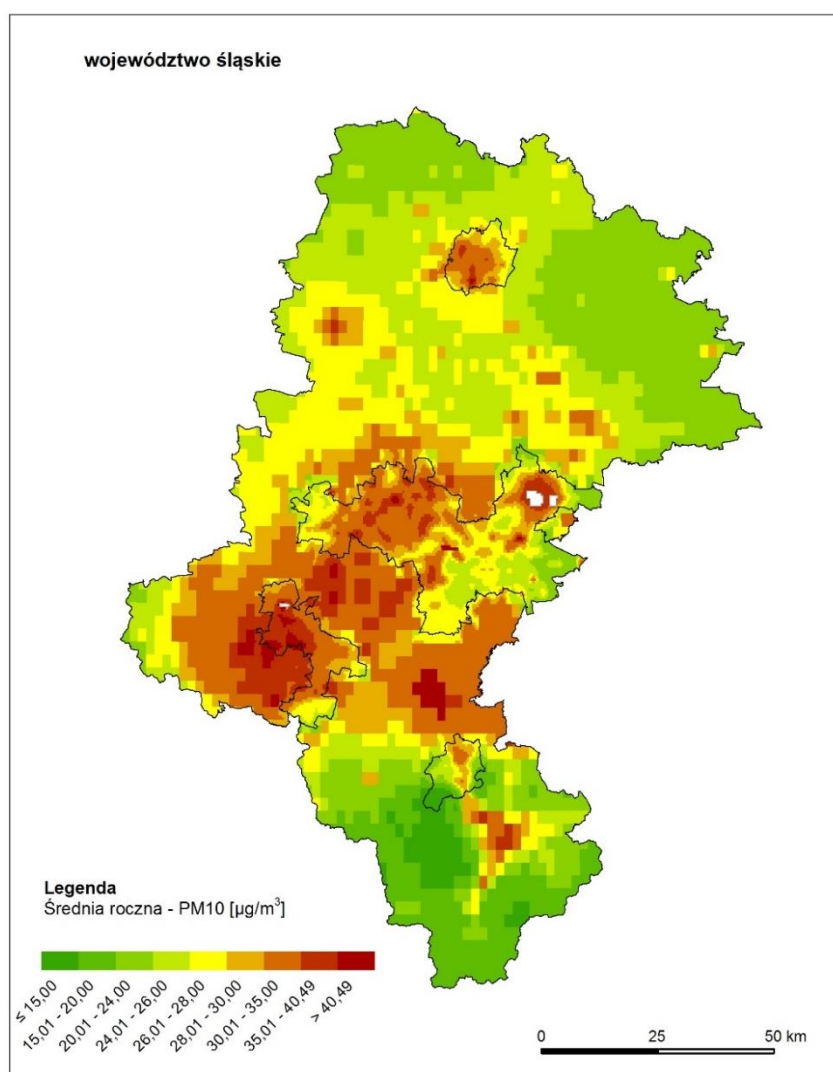 województwo śląskie
Legenda
Średnia roczna - PM10 [µg/m³]
≤ 15,00
15,01 - 20,00
20,01 - 24,00
24,01 - 26,00
26,01 - 28,00
28,01 - 30,00
30,01 - 35,00
35,01 - 40,49
> 40,49
0 25 50 km